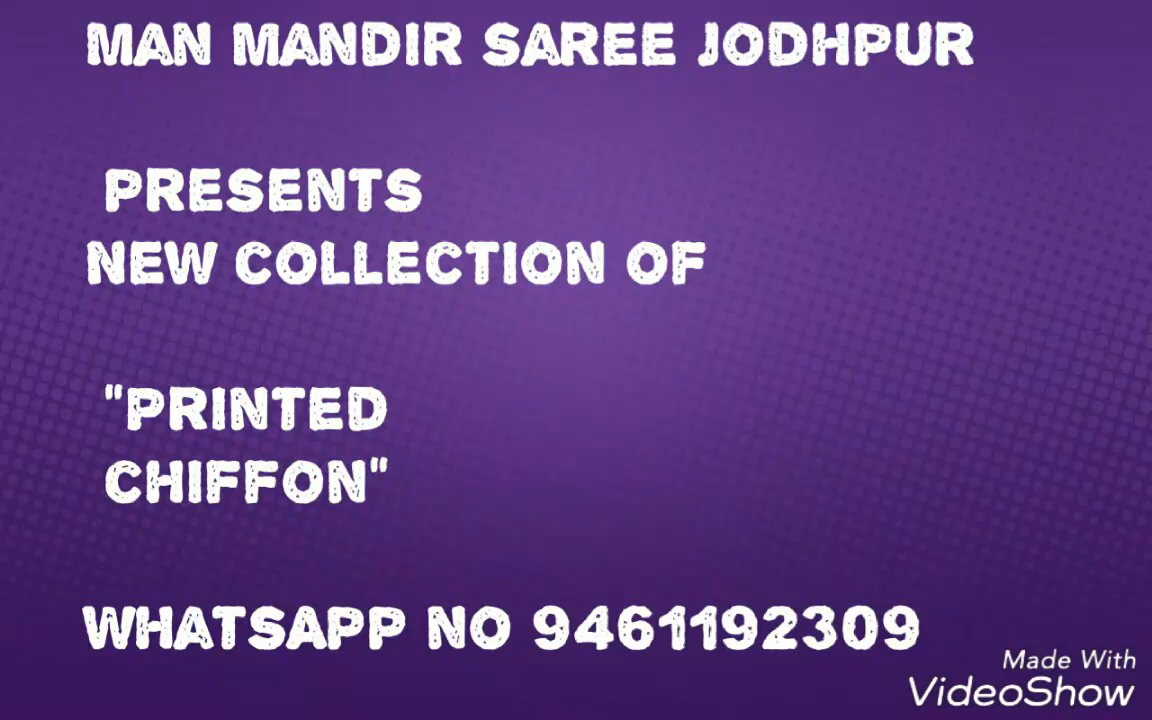 MAN MANDIR SAREE JODHPUR
PRESENTS
NEW COLLECTION OF
"PRINTED
CHIFFON"
WHATSAPP NO 9461192309
Made With
VideoShow